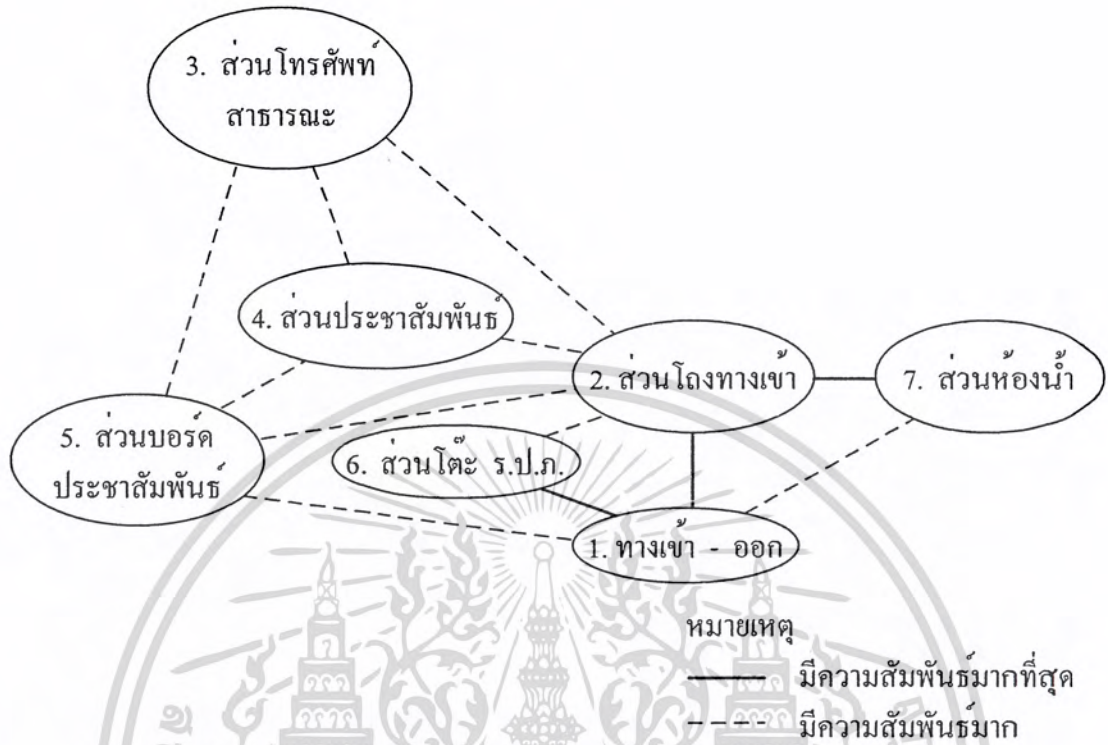 3. ส่วนโทรศัพท์
สาธารณะ
4. ส่วนประชาสัมพันธ์
2. ส่วนโถงทางเข้า
7. ส่วนห้องน้ำ
5. ส่วนบอร์ด
ประชาสัมพันธ์
6. ส่วนโต๊ะ ร.ป.ภ.
1. ทางเข้า - ออก
หมายเหตุ
มีความสัมพันธ์มากที่สุด
มีความสัมพันธ์มาก